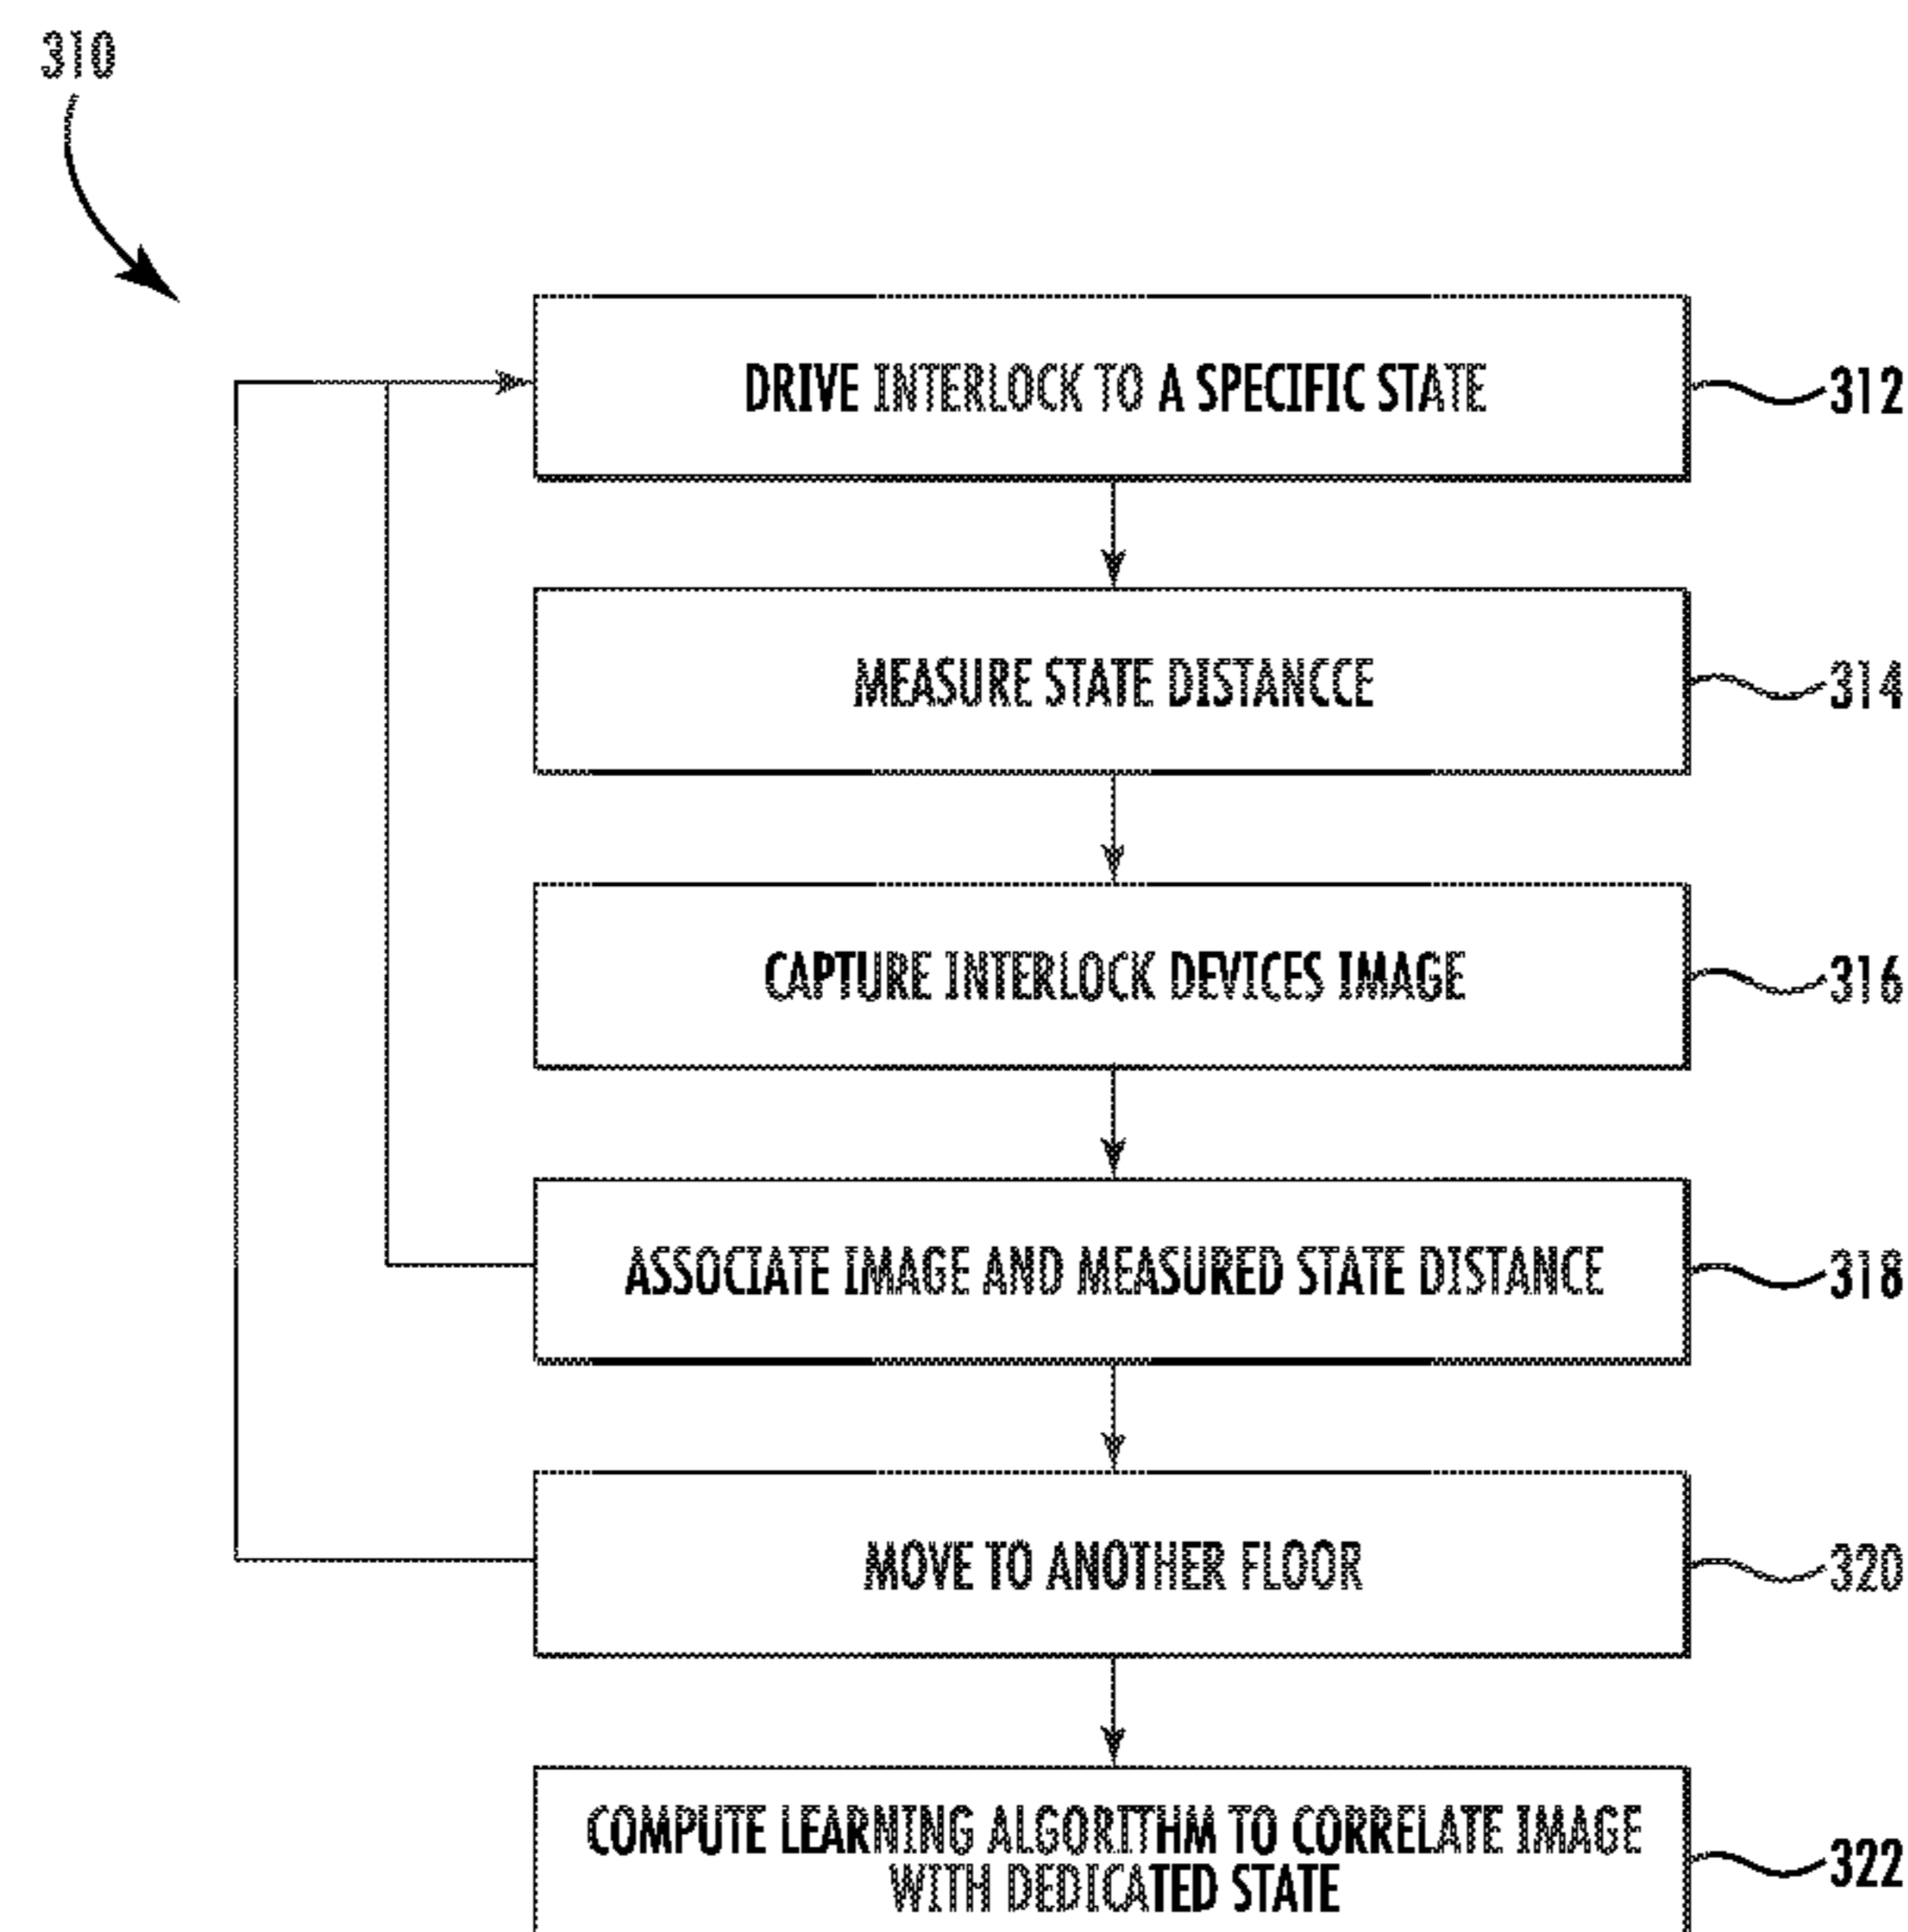 310
DRIVE INTERLOCK TO A SPECIFIC STATE
312
MEASURE STATE DISTANCCE
314
CAPTURE INTERLOCK DEVICES IMAGE
316
ASSOCIATE IMAGE AND MEASURED STATE DISTANCE
318
MOVE TO ANOTHER FLOOR
320
COMPUTE LEARNING ALGORITHM TO CORRELATE IMAGE
WITH DEDICATED STATE
322